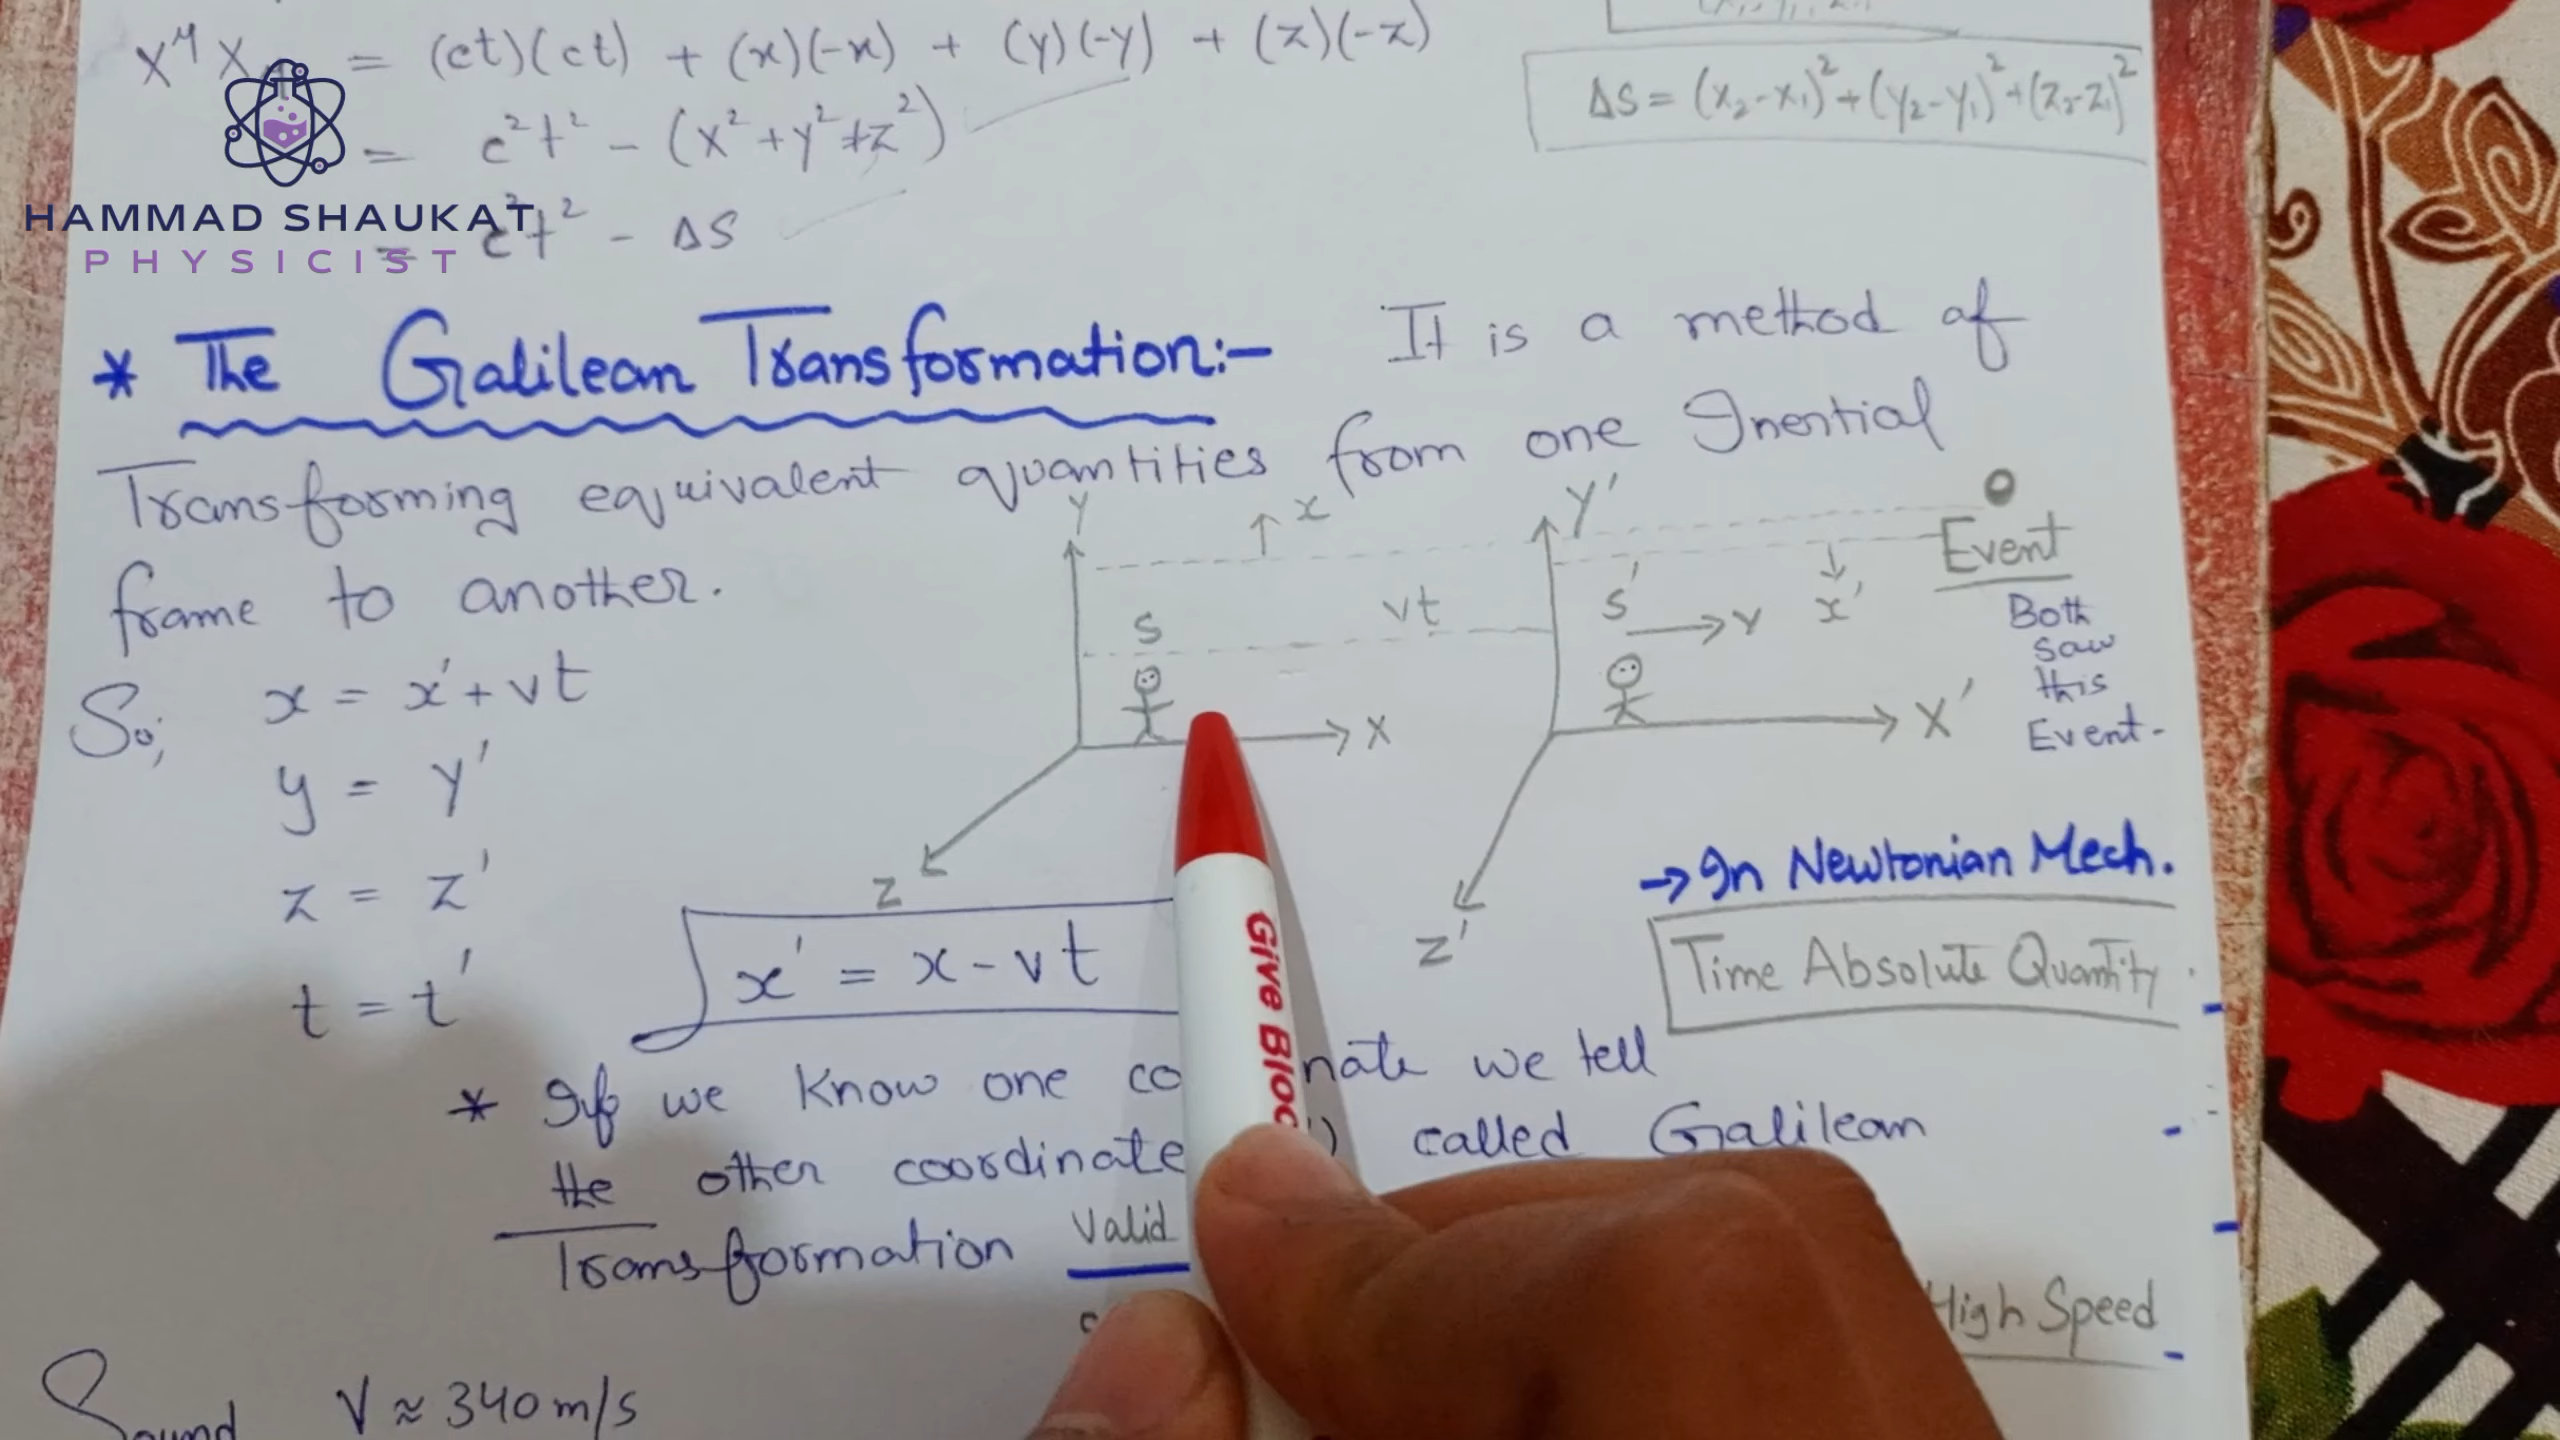 = (ct)(ct) + (x)(-x) + (y)(-y) + (z)(-z)
= c²t² - (x² + y² + z²)
= c²t² - ΔS
ΔS = (x₂-x₁)² + (y₂-y₁)² + (z₂-z₁)²
HAMMAD SHAUKAT
PHYSICIST
* The Galilean Transformation:- It is a method of
Transforming equivalent quantities from one Inertial
frame to another.
So; x = x' + vt
y = y'
z = z'
t = t'
Y
x
S
vt
X
Z
Y'
S'
v
x'
X'
Z'
Event
Both
saw
this
Event.
x' = x - vt
→ In Newtonian Mech.
Time Absolute Quantity
* If we know one co nate we tell
the other coordinate called Galilean
Transformation Valid
High Speed
Sound V ≈ 340 m/s
Give Bloo